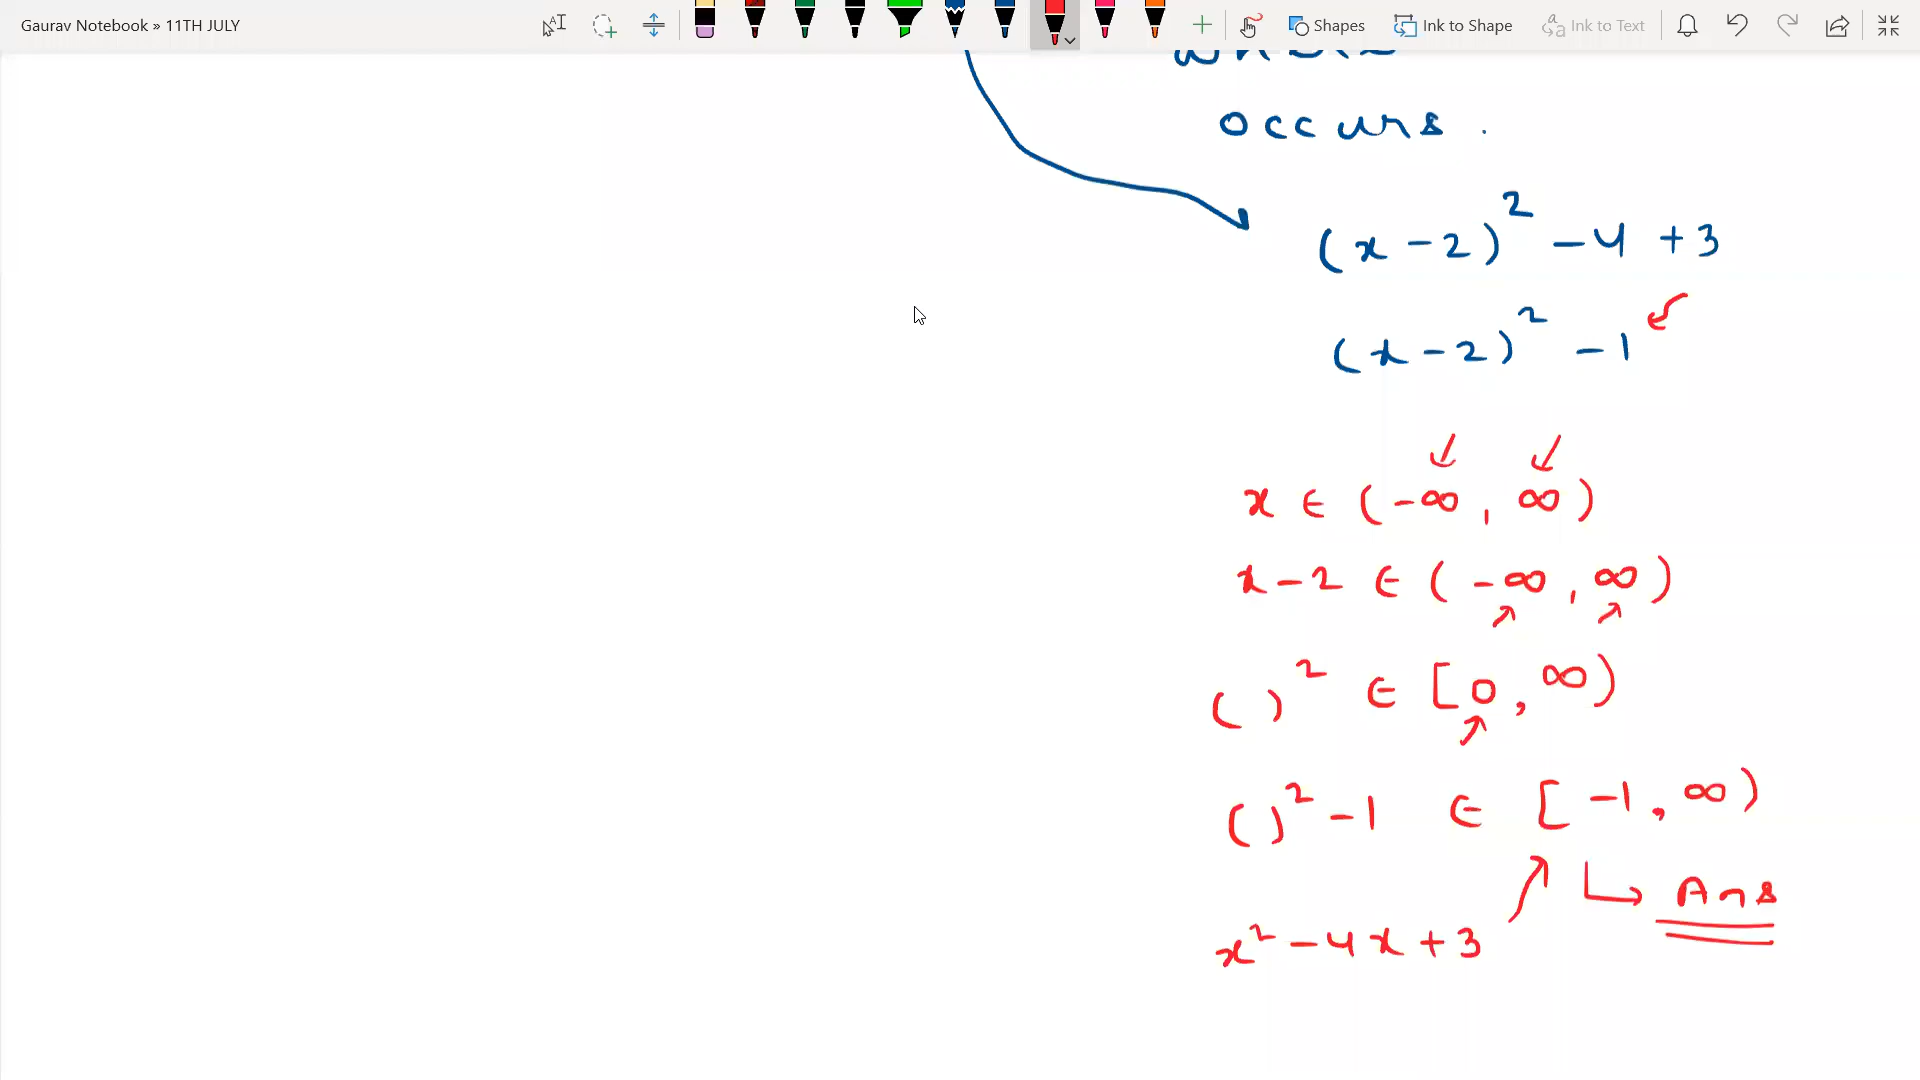 Gaurav Notebook » 11TH JULY
Shapes
Ink to Shape
Ink to Text
occurs.
(x-2)² -4 +3
(x-2)² -1
x ∈ (-∞, ∞)
x-2 ∈ (-∞, ∞)
( )² ∈ [0, ∞)
( )² -1 ∈ [-1, ∞)
↳ Ans
x² -4x+3